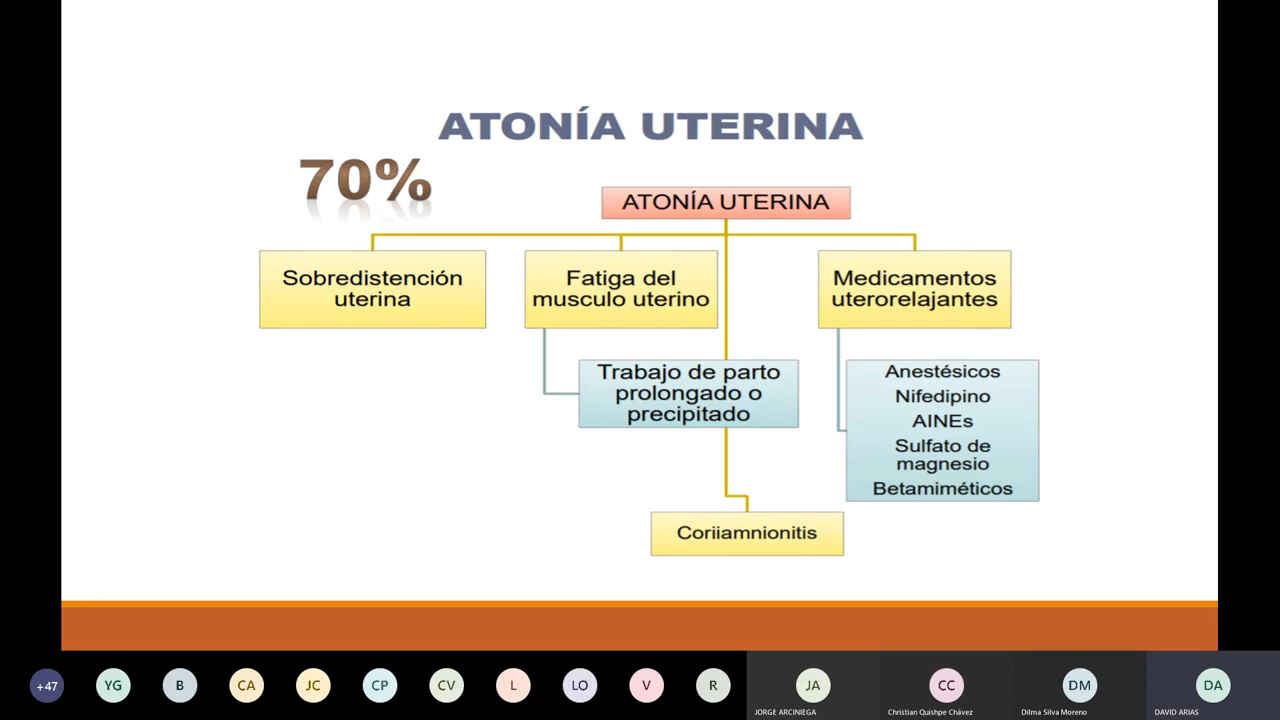 ATONÍA UTERINA
70%
ATONÍA UTERINA
Sobredistención
uterina
Fatiga del
musculo uterino
Medicamentos
uterorelajantes
Trabajo de parto
prolongado o
precipitado
Anestésicos
Nifedipino
AINEs
Sulfato de
magnesio
Betamiméticos
Coriiamnionitis
+47
YG
B
CA
JC
CP
CV
L
LO
V
R
JA
JORGE ARCINIEGA
CC
Christian Quishpe Chávez
DM
Dilma Silva Moreno
DA
DAVID ARIAS